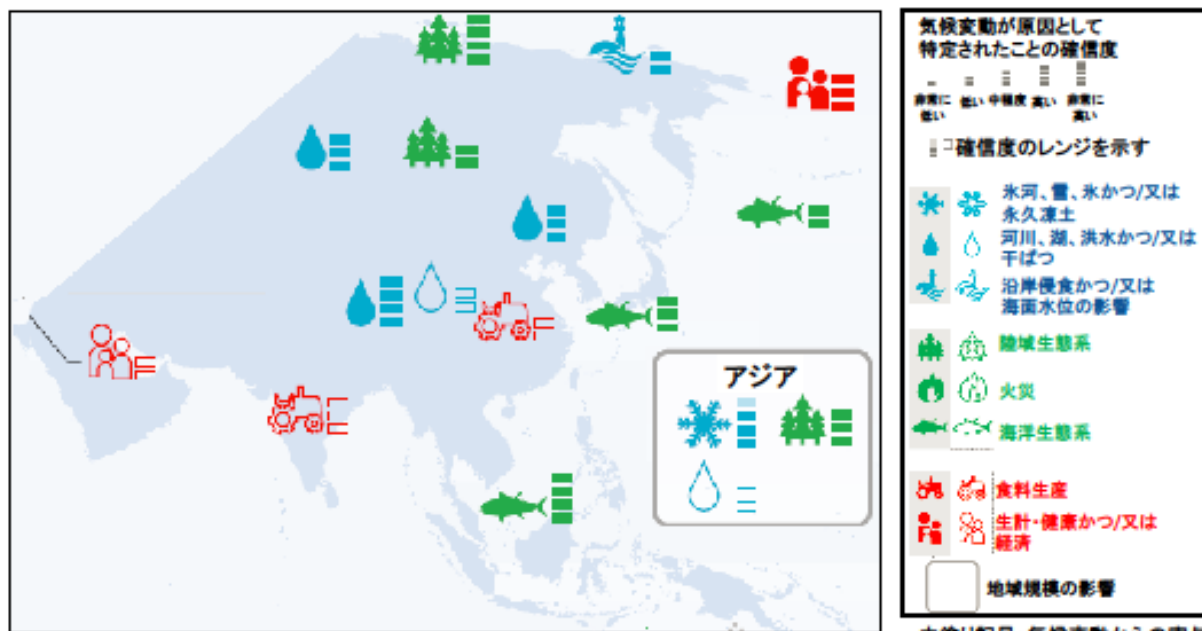 アジア
気候変動が原因として
特定されたことの確信度
非常に 低い 中程度 高い 非常に
低い 高い
確信度のレンジを示す
氷河、雪、氷かつ/又は
永久凍土
河川、湖、洪水かつ/又は
干ばつ
沿岸侵食かつ/又は
海面水位の影響
陸域生態系
火災
海洋生態系
食料生産
生計・健康かつ/又は
経済
地域規模の影響